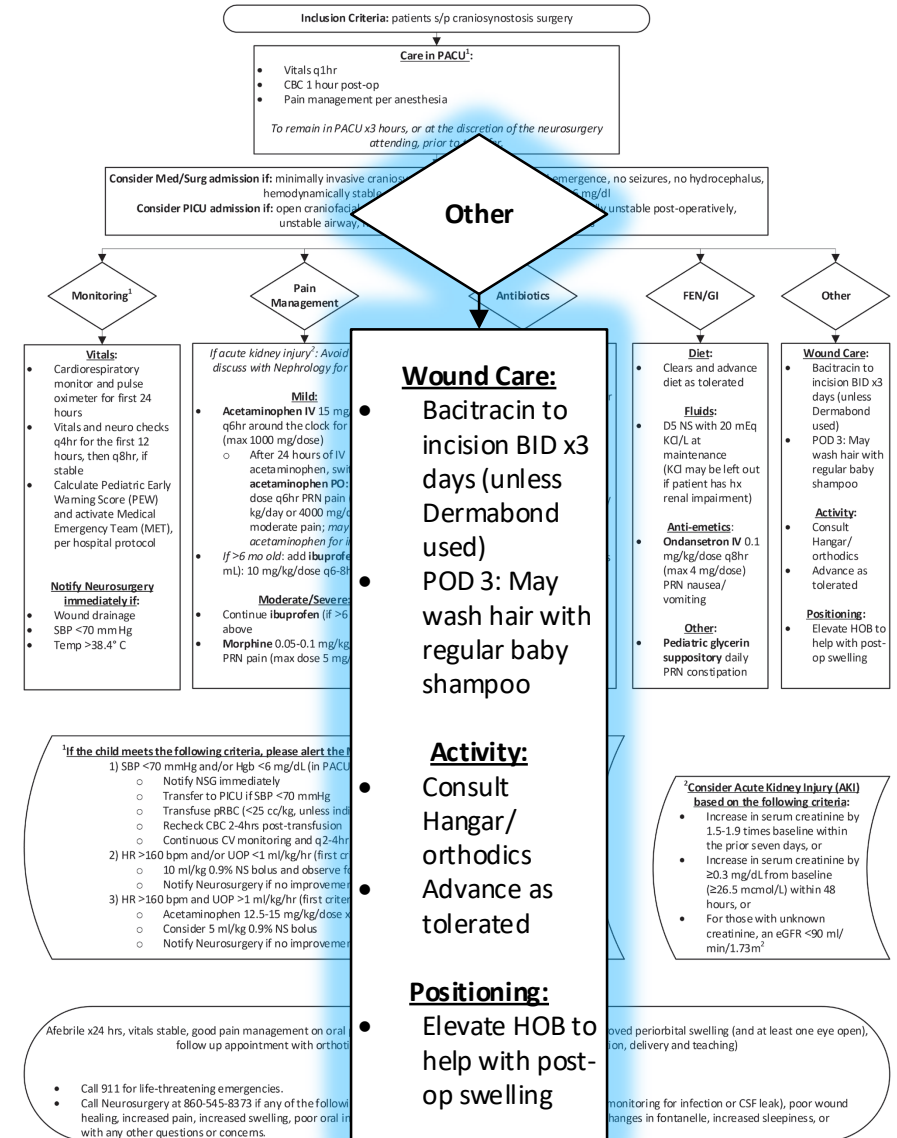 Inclusion Criteria: patients s/p craniosynostosis surgery
Care in PACU¹:
• Vitals q1hr
• CBC 1 hour post-op
• Pain management per anesthesia
To remain in PACU x3 hours, or at the discretion of the neurosurgery
attending, prior to
Consider Med/Surg admission if: minimally invasive emergence, no seizures, no hydrocephalus,
hemodynamically stable mg/dl
Consider PICU admission if: open craniofacial unstable post-operatively,
unstable airway,
Monitoring¹
Pain
Management
Antibiotics
FEN/GI
Other
Vitals:
• Cardiorespiratory
monitor and pulse
oximeter for first 24
hours
• Vitals and neuro checks
q4hr for the first 12
hours, then q8hr, if
stable
• Calculate Pediatric Early
Warning Score (PEW)
and activate Medical
Emergency Team (MET),
per hospital protocol
Notify Neurosurgery
immediately if:
• Wound drainage
• SBP <70 mmHg
• Temp >38.4° C
If acute kidney injury²: Avoid
discuss with Nephrology for
Mild:
• Acetaminophen IV 15 mg
q6hr around the clock for
(max 1000 mg/dose)
○ After 24 hours of IV
acetaminophen,
acetaminophen PO:
dose q6hr PRN pain
kg/day or 4000
moderate pain; may
acetaminophen for
• If >6 mo old: add
mL): 10 mg/kg/dose
Moderate/Severe:
• Continue ibuprofen (if >6
above
• Morphine 0.05-0.1 mg/kg
PRN pain (max dose 5 mg/
Diet:
• Clears and advance
diet as tolerated
Fluids:
• D5 NS with 20 mEq
KCl/L at
maintenance
(KCl may be left out
if patient has hx
renal impairment)
Anti-emetics:
• Ondansetron IV 0.1
mg/kg/dose q8hr
(max 4 mg/dose)
PRN nausea/
vomiting
Other:
• Pediatric glycerin
suppository daily
PRN constipation
Wound Care:
• Bacitracin to
incision BID x3
days (unless
Dermabond
used)
• POD 3: May
wash hair with
regular baby
shampoo
Activity:
• Consult
Hangar/
orthodics
• Advance as
tolerated
Positioning:
• Elevate HOB to
help with post-
op swelling
Other
Wound Care:
• Bacitracin to
incision BID x3
days (unless
Dermabond
used)
• POD 3: May
wash hair with
regular baby
shampoo
Activity:
• Consult
Hangar/
orthodics
• Advance as
tolerated
Positioning:
• Elevate HOB to
help with post-
op swelling
¹If the child meets the following criteria, please alert the
1) SBP <70 mmHg and/or Hgb <6 mg/dL (in PACU
○ Notify NSG immediately
○ Transfer to PICU if SBP <70 mmHg
○ Transfuse pRBC (<25 cc/kg, unless
○ Recheck CBC 2-4hrs post-transfusion
○ Continuous CV monitoring and
2) HR >160 bpm and/or UOP <1 ml/kg/hr (first
○ 10 ml/kg 0.9% NS bolus and observe
○ Notify Neurosurgery if no
3) HR >160 bpm and UOP >1 ml/kg/hr (first
○ Acetaminophen 12.5-15 mg/kg/dose
○ Consider 5 ml/kg 0.9% NS bolus
○ Notify Neurosurgery if no
²Consider Acute Kidney Injury (AKI)
based on the following criteria:
• Increase in serum creatinine by
1.5-1.9 times baseline within
the prior seven days, or
• Increase in serum creatinine by
≥0.3 mg/dL from baseline
(≥26.5 mcmol/L) within 48
hours, or
• For those with unknown
creatinine, an eGFR <90 ml/
min/1.73m²
Afebrile x24 hrs, vitals stable, good pain management on oral periorbital swelling (and at least one eye open),
follow up appointment with delivery and teaching)
• Call 911 for life-threatening emergencies.
• Call Neurosurgery at 860-545-8373 if any of the monitoring for infection or CSF leak), poor wound
healing, increased pain, increased swelling, poor oral in fontanelle, increased sleepiness, or
with any other questions or concerns.